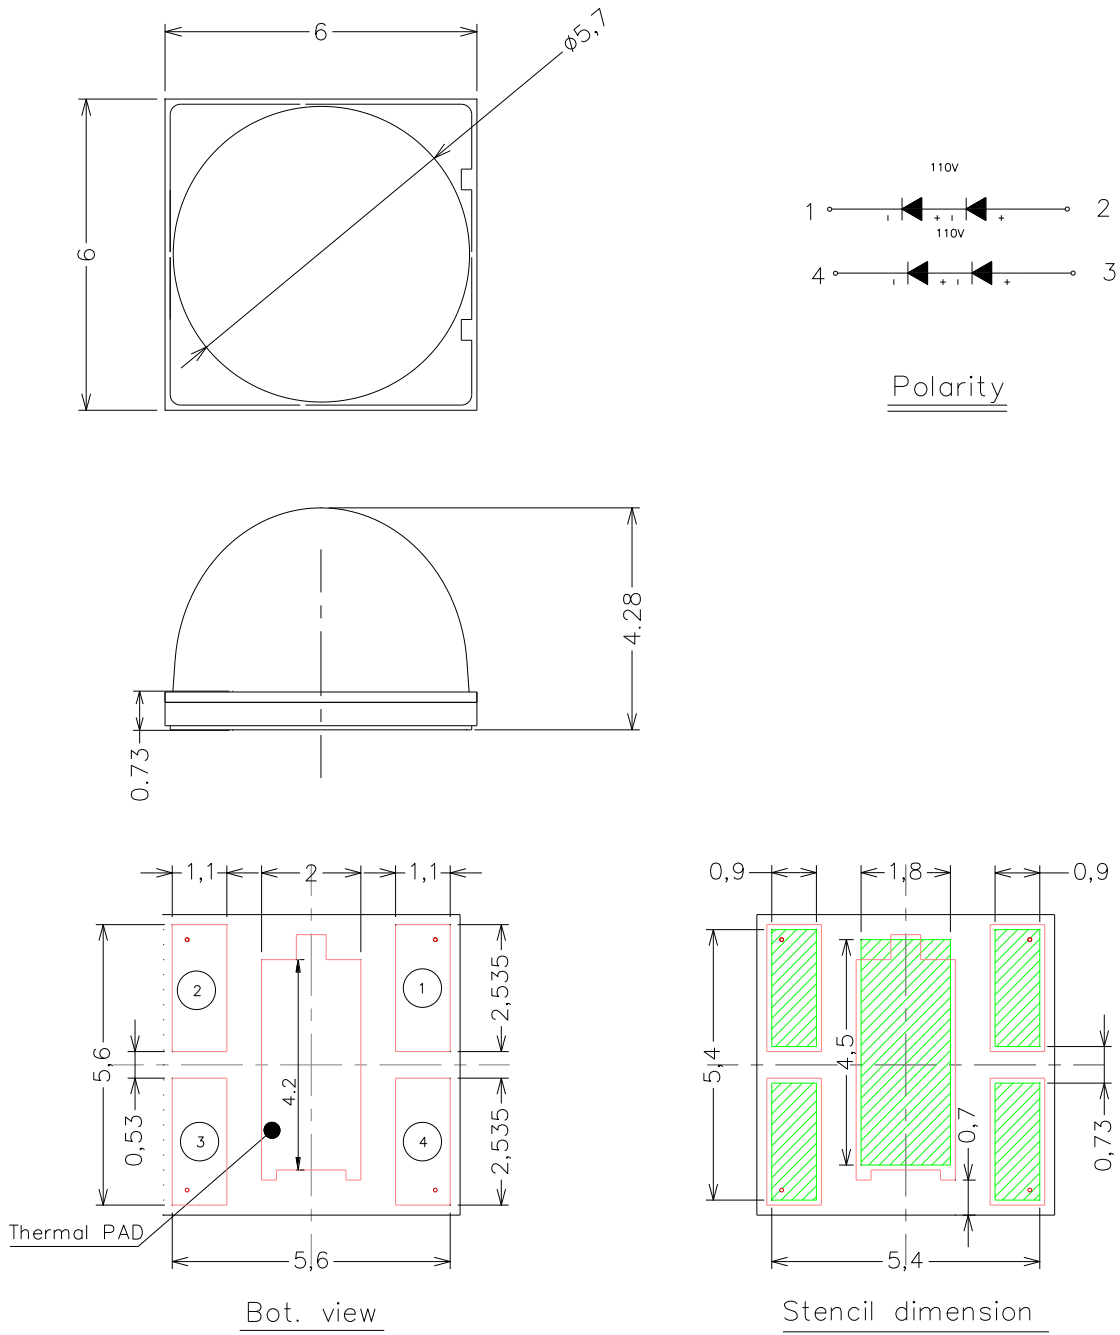 6
ø5,7
6
110V
1 - + - + 2
110V
4 - + - + 3
Polarity
4.28
0.73
1,1 2 1,1
0,9 1,8 0,9
2 1
2,535
5,6
0,53
4.2
3 4
2,535
Thermal PAD
5,6
Bot. view
5,4
4,5
0,7
0,73
5,4
Stencil dimension